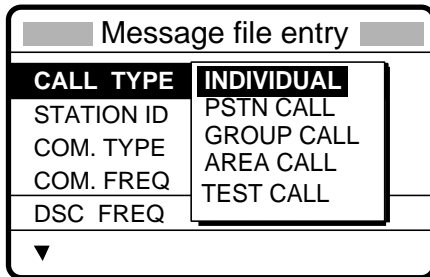 Message file entry
CALL TYPE
INDIVIDUAL
STATION ID
PSTN CALL
COM. TYPE
GROUP CALL
COM. FREQ
AREA CALL
DSC FREQ
TEST CALL
▼